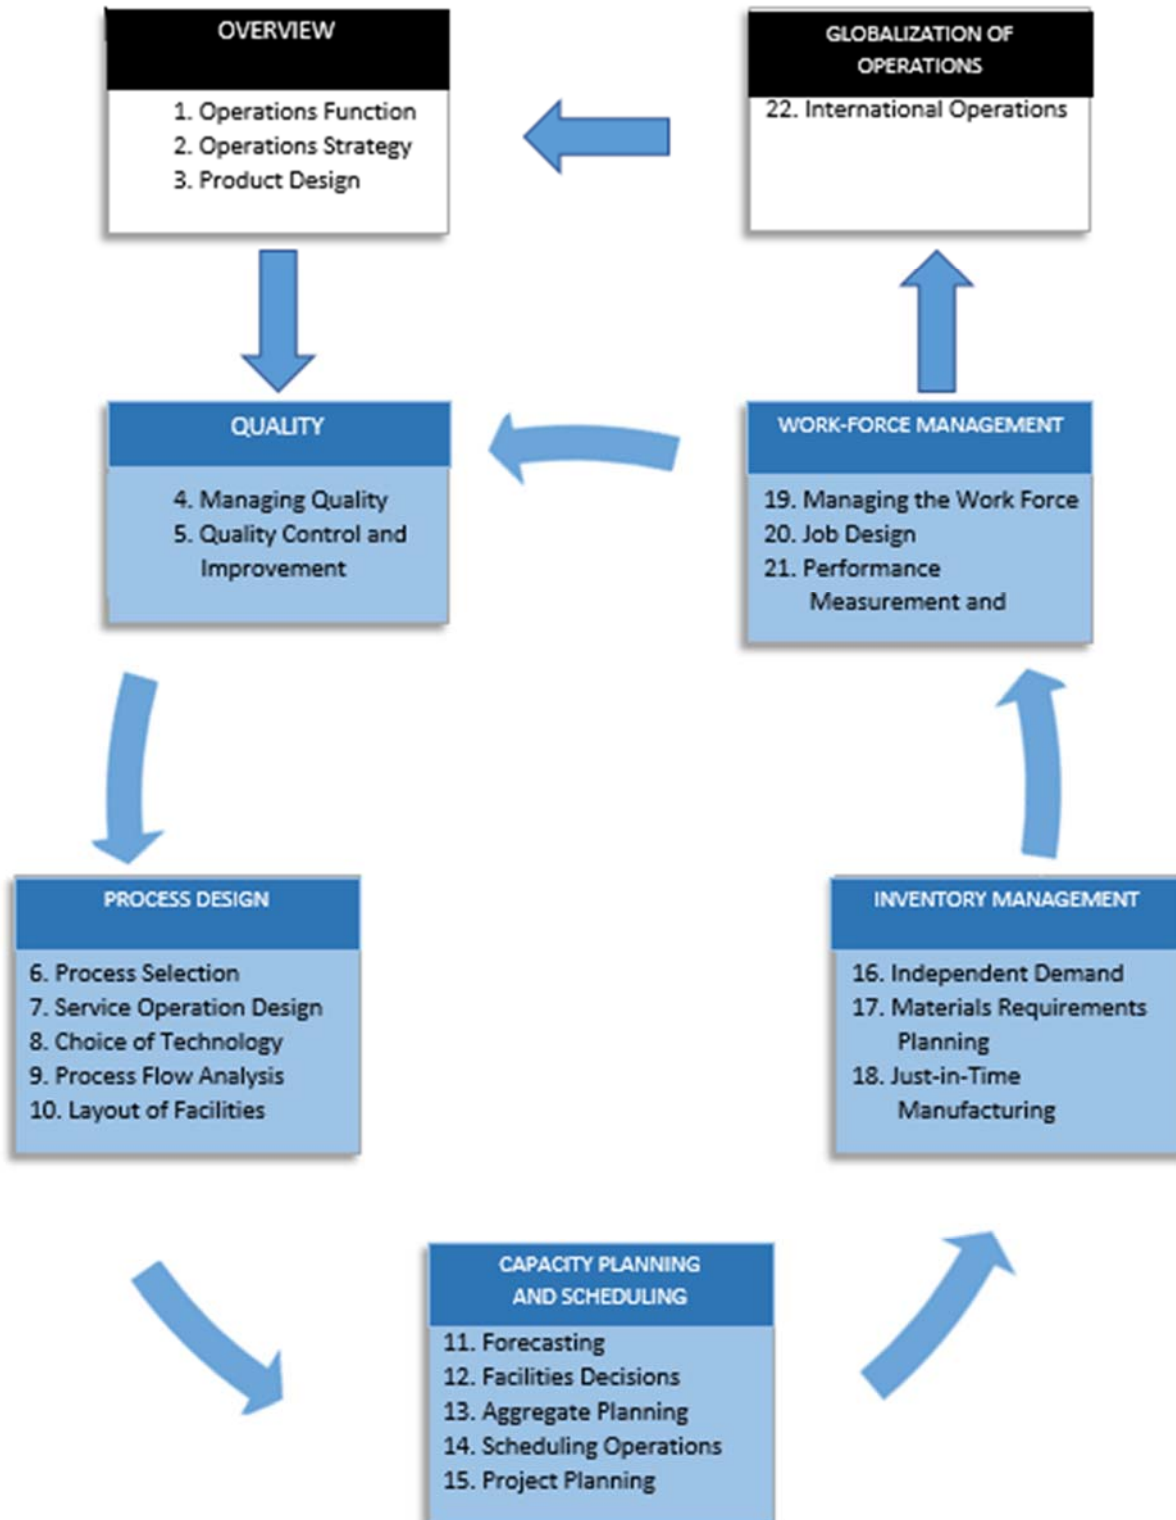 OVERVIEW
1. Operations Function
2. Operations Strategy
3. Product Design
GLOBALIZATION OF
OPERATIONS
22. International Operations
QUALITY
4. Managing Quality
5. Quality Control and
Improvement
WORK-FORCE MANAGEMENT
19. Managing the Work Force
20. Job Design
21. Performance
Measurement and
PROCESS DESIGN
6. Process Selection
7. Service Operation Design
8. Choice of Technology
9. Process Flow Analysis
10. Layout of Facilities
INVENTORY MANAGEMENT
16. Independent Demand
17. Materials Requirements
Planning
18. Just-in-Time
Manufacturing
CAPACITY PLANNING
AND SCHEDULING
11. Forecasting
12. Facilities Decisions
13. Aggregate Planning
14. Scheduling Operations
15. Project Planning